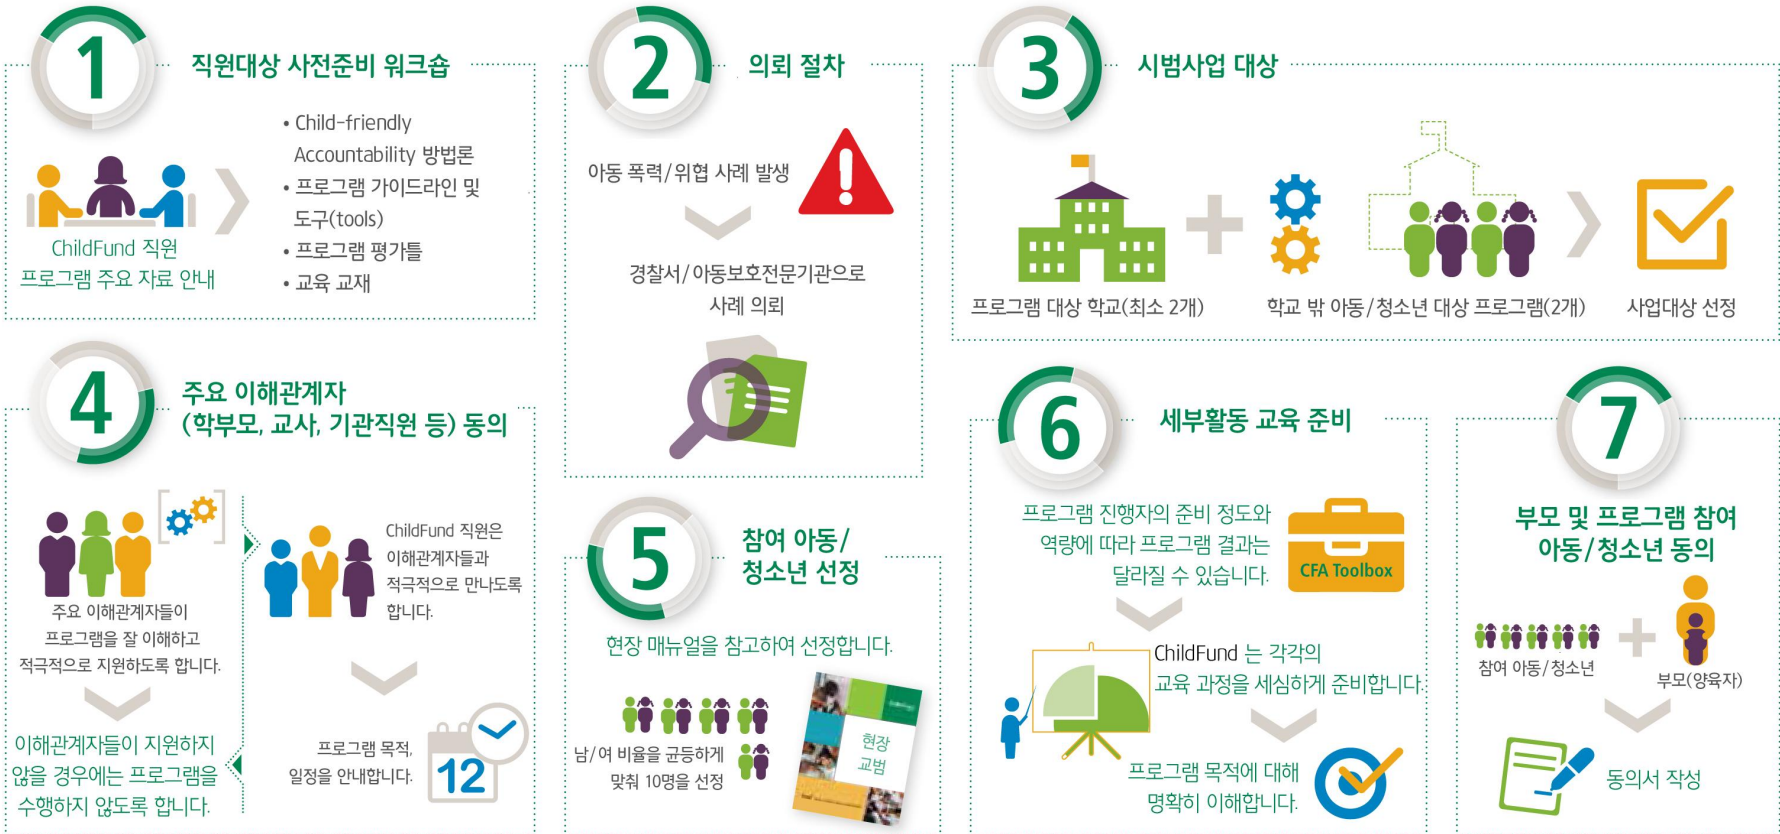 1
직원대상 사전준비 워크숍
ChildFund 직원
프로그램 주요 자료 안내
• Child-friendly
Accountability 방법론
• 프로그램 가이드라인 및
도구(tools)
• 프로그램 평가틀
• 교육 교재
2
의뢰 절차
아동 폭력/위협 사례 발생
경찰서/아동보호전문기관으로
사례 의뢰
3
시범사업 대상
프로그램 대상 학교(최소 2개)
학교 밖 아동/청소년 대상 프로그램(2개)
사업대상 선정
4
주요 이해관계자
(학부모, 교사, 기관직원 등) 동의
주요 이해관계자들이
프로그램을 잘 이해하고
적극적으로 지원하도록 합니다.
이해관계자들이 지원하지
않을 경우에는 프로그램을
수행하지 않도록 합니다.
ChildFund 직원은
이해관계자들과
적극적으로 만나도록
합니다.
프로그램 목적,
일정을 안내합니다.
12
5
참여 아동/
청소년 선정
현장 매뉴얼을 참고하여 선정합니다.
남/여 비율을 균등하게
맞춰 10명을 선정
현장
교범
6
세부활동 교육 준비
프로그램 진행자의 준비 정도와
역량에 따라 프로그램 결과는
달라질 수 있습니다.
CFA Toolbox
ChildFund 는 각각의
교육 과정을 세심하게 준비합니다.
프로그램 목적에 대해
명확히 이해합니다.
7
부모 및 프로그램 참여
아동/청소년 동의
참여 아동/청소년
부모(양육자)
동의서 작성